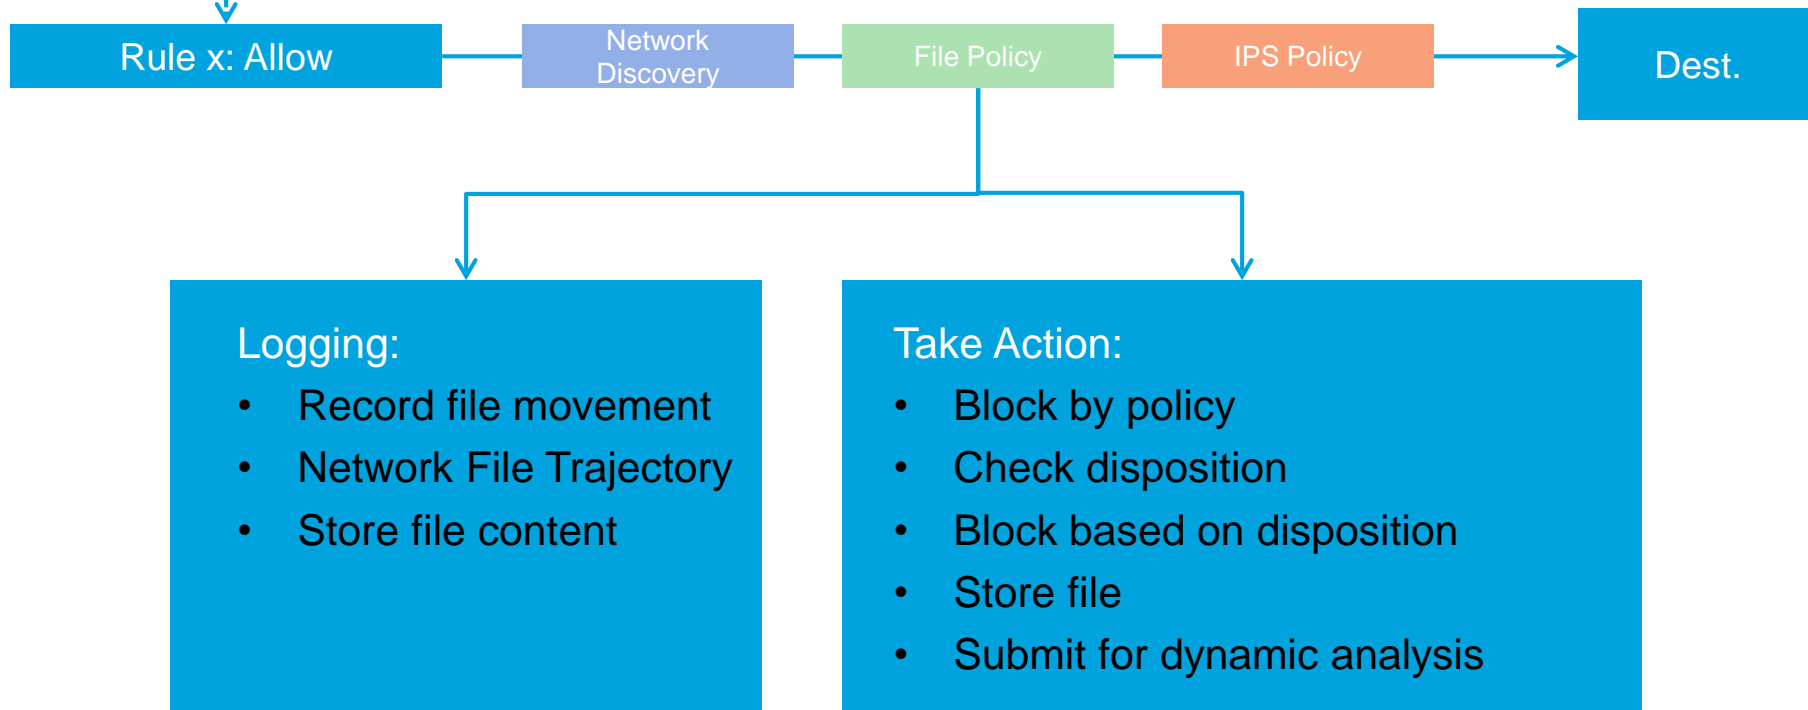 Rule x: Allow
Network
Discovery
File Policy
IPS Policy
Dest.
Logging:
• Record file movement
• Network File Trajectory
• Store file content
Take Action:
• Block by policy
• Check disposition
• Block based on disposition
• Store file
• Submit for dynamic analysis